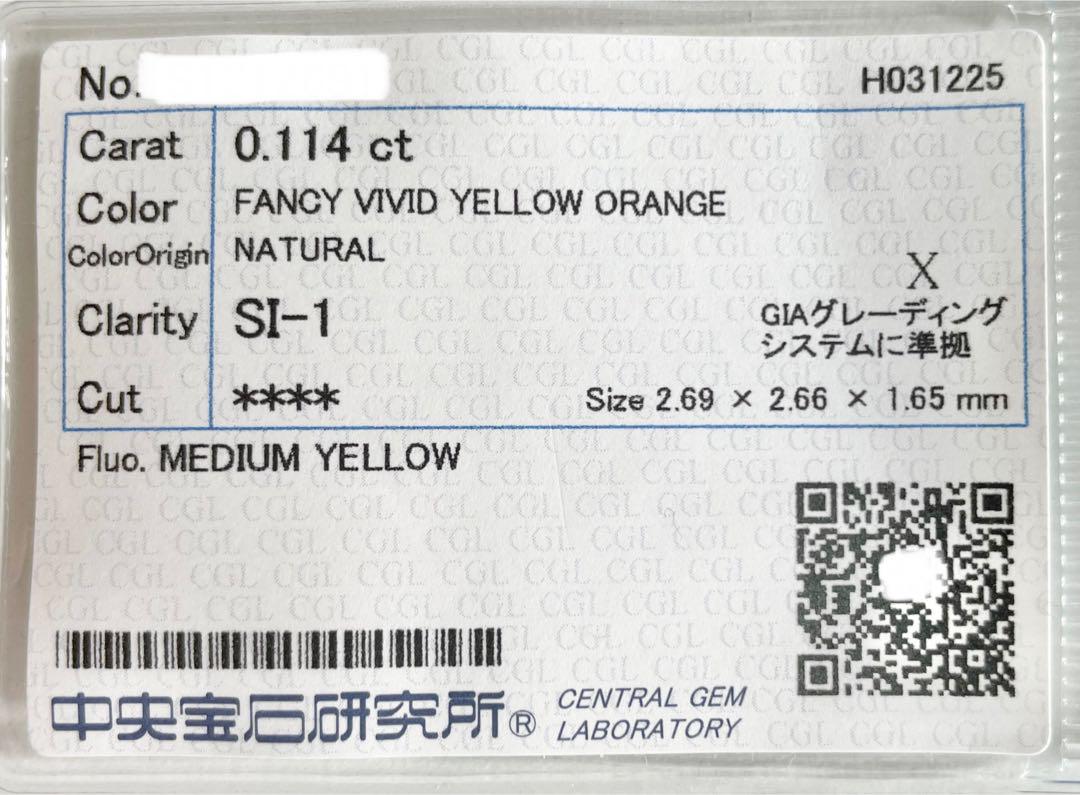 No. H031225
Carat 0.114 ct
Color FANCY VIVID YELLOW ORANGE
ColorOrigin NATURAL
Clarity SI-1
X
GIAグレーディング
システムに準拠
Cut **** Size 2.69 × 2.66 × 1.65 mm
Fluo. MEDIUM YELLOW
中央宝石研究所® CENTRAL GEM
LABORATORY